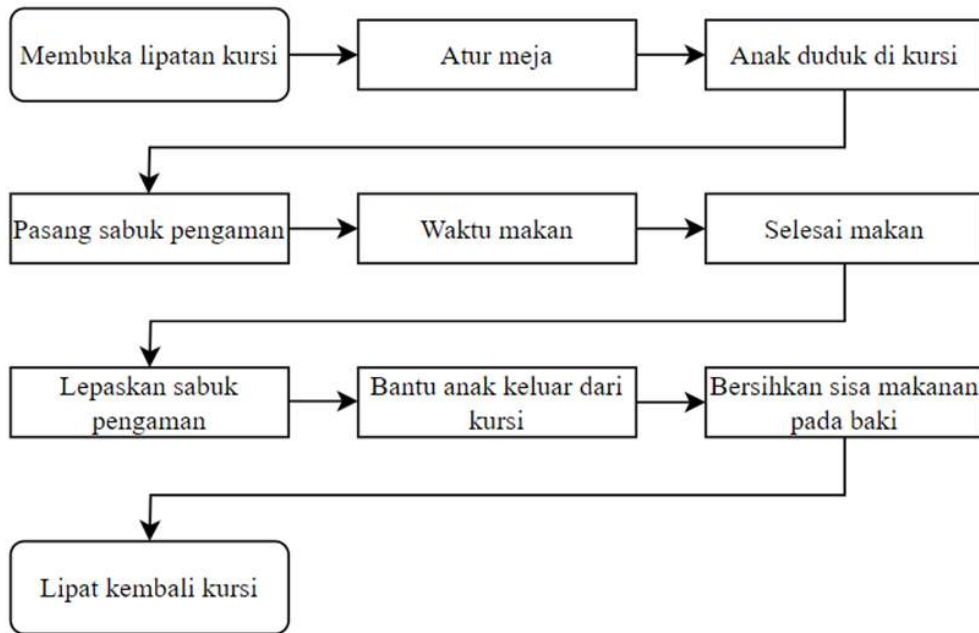 Membuka lipatan kursi
Atur meja
Anak duduk di kursi
Pasang sabuk pengaman
Waktu makan
Selesai makan
Lepaskan sabuk
pengaman
Bantu anak keluar dari
kursi
Bersihkan sisa makanan
pada baki
Lipat kembali kursi